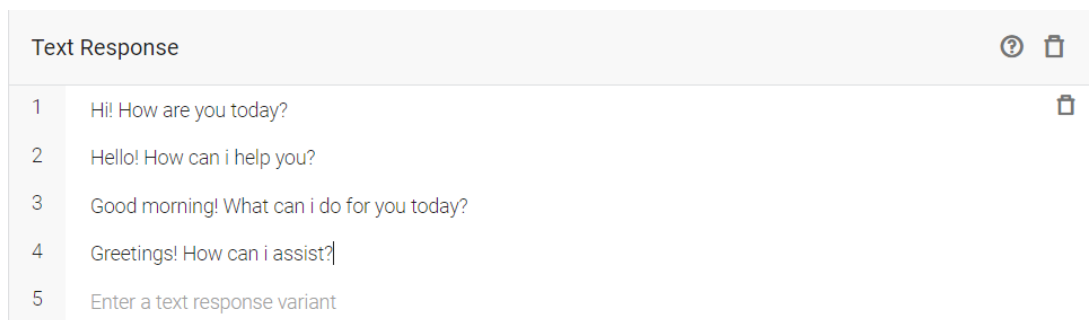 Text Response
1 Hi! How are you today?
2 Hello! How can i help you?
3 Good morning! What can i do for you today?
4 Greetings! How can i assist?
5 Enter a text response variant